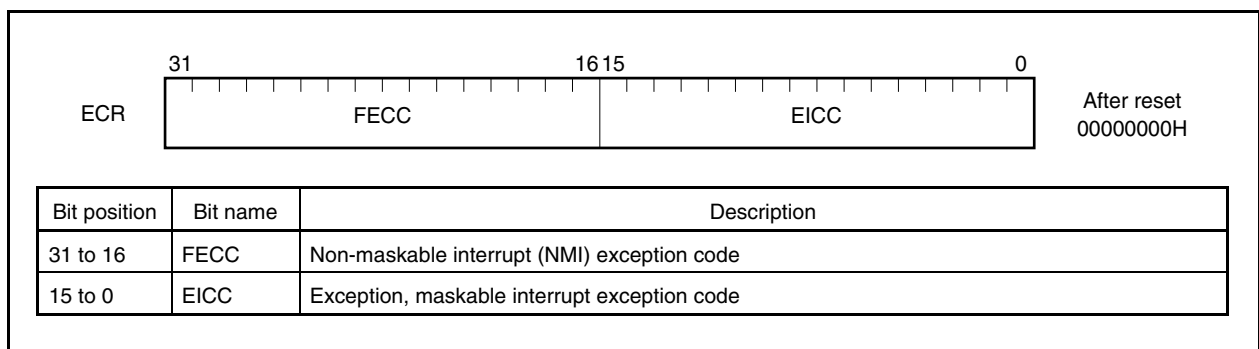 31 16 15 0
ECR FECC EICC After reset
00000000H
Bit position Bit name Description
31 to 16 FECC Non-maskable interrupt (NMI) exception code
15 to 0 EICC Exception, maskable interrupt exception code